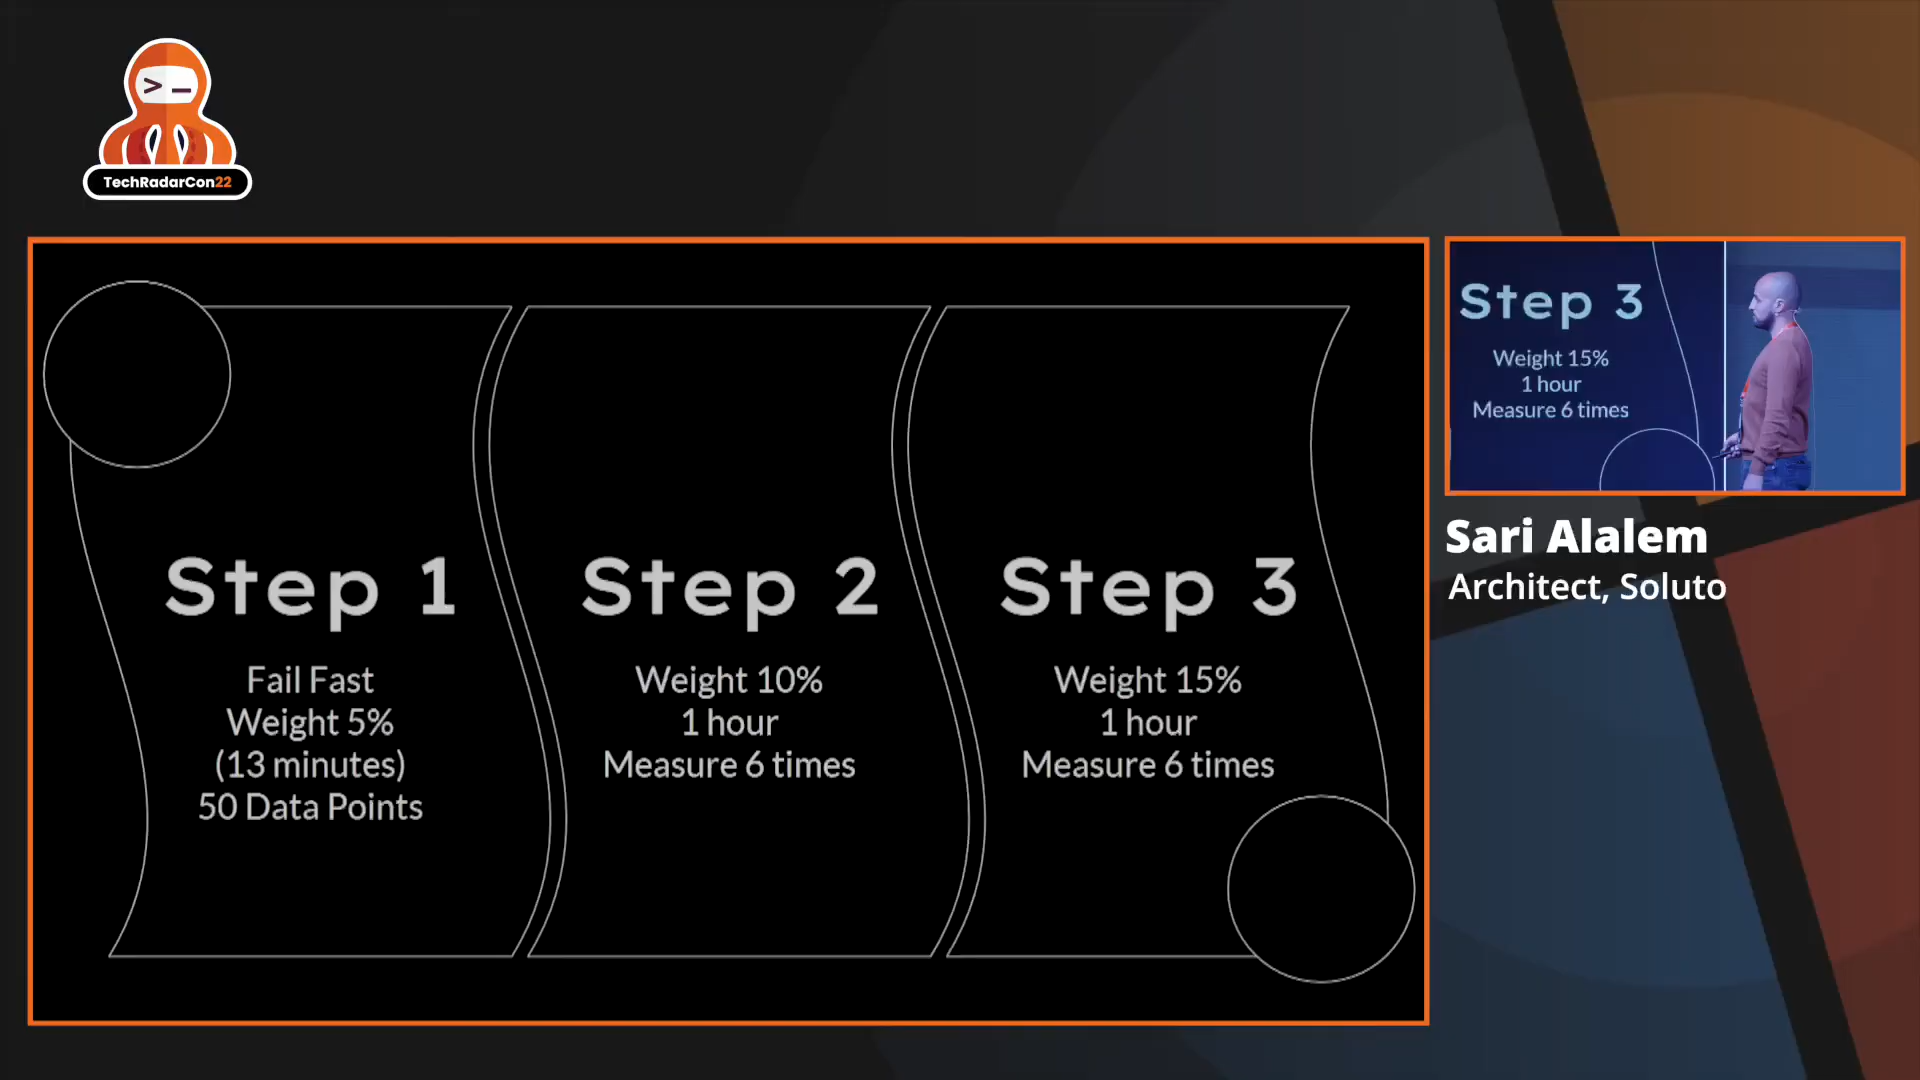 >_
TechRadarCon22
Step 1
Fail Fast
Weight 5%
(13 minutes)
50 Data Points
Step 2
Weight 10%
1 hour
Measure 6 times
Step 3
Weight 15%
1 hour
Measure 6 times
Step 3
Weight 15%
1 hour
Measure 6 times
Sari Alalem
Architect, Soluto